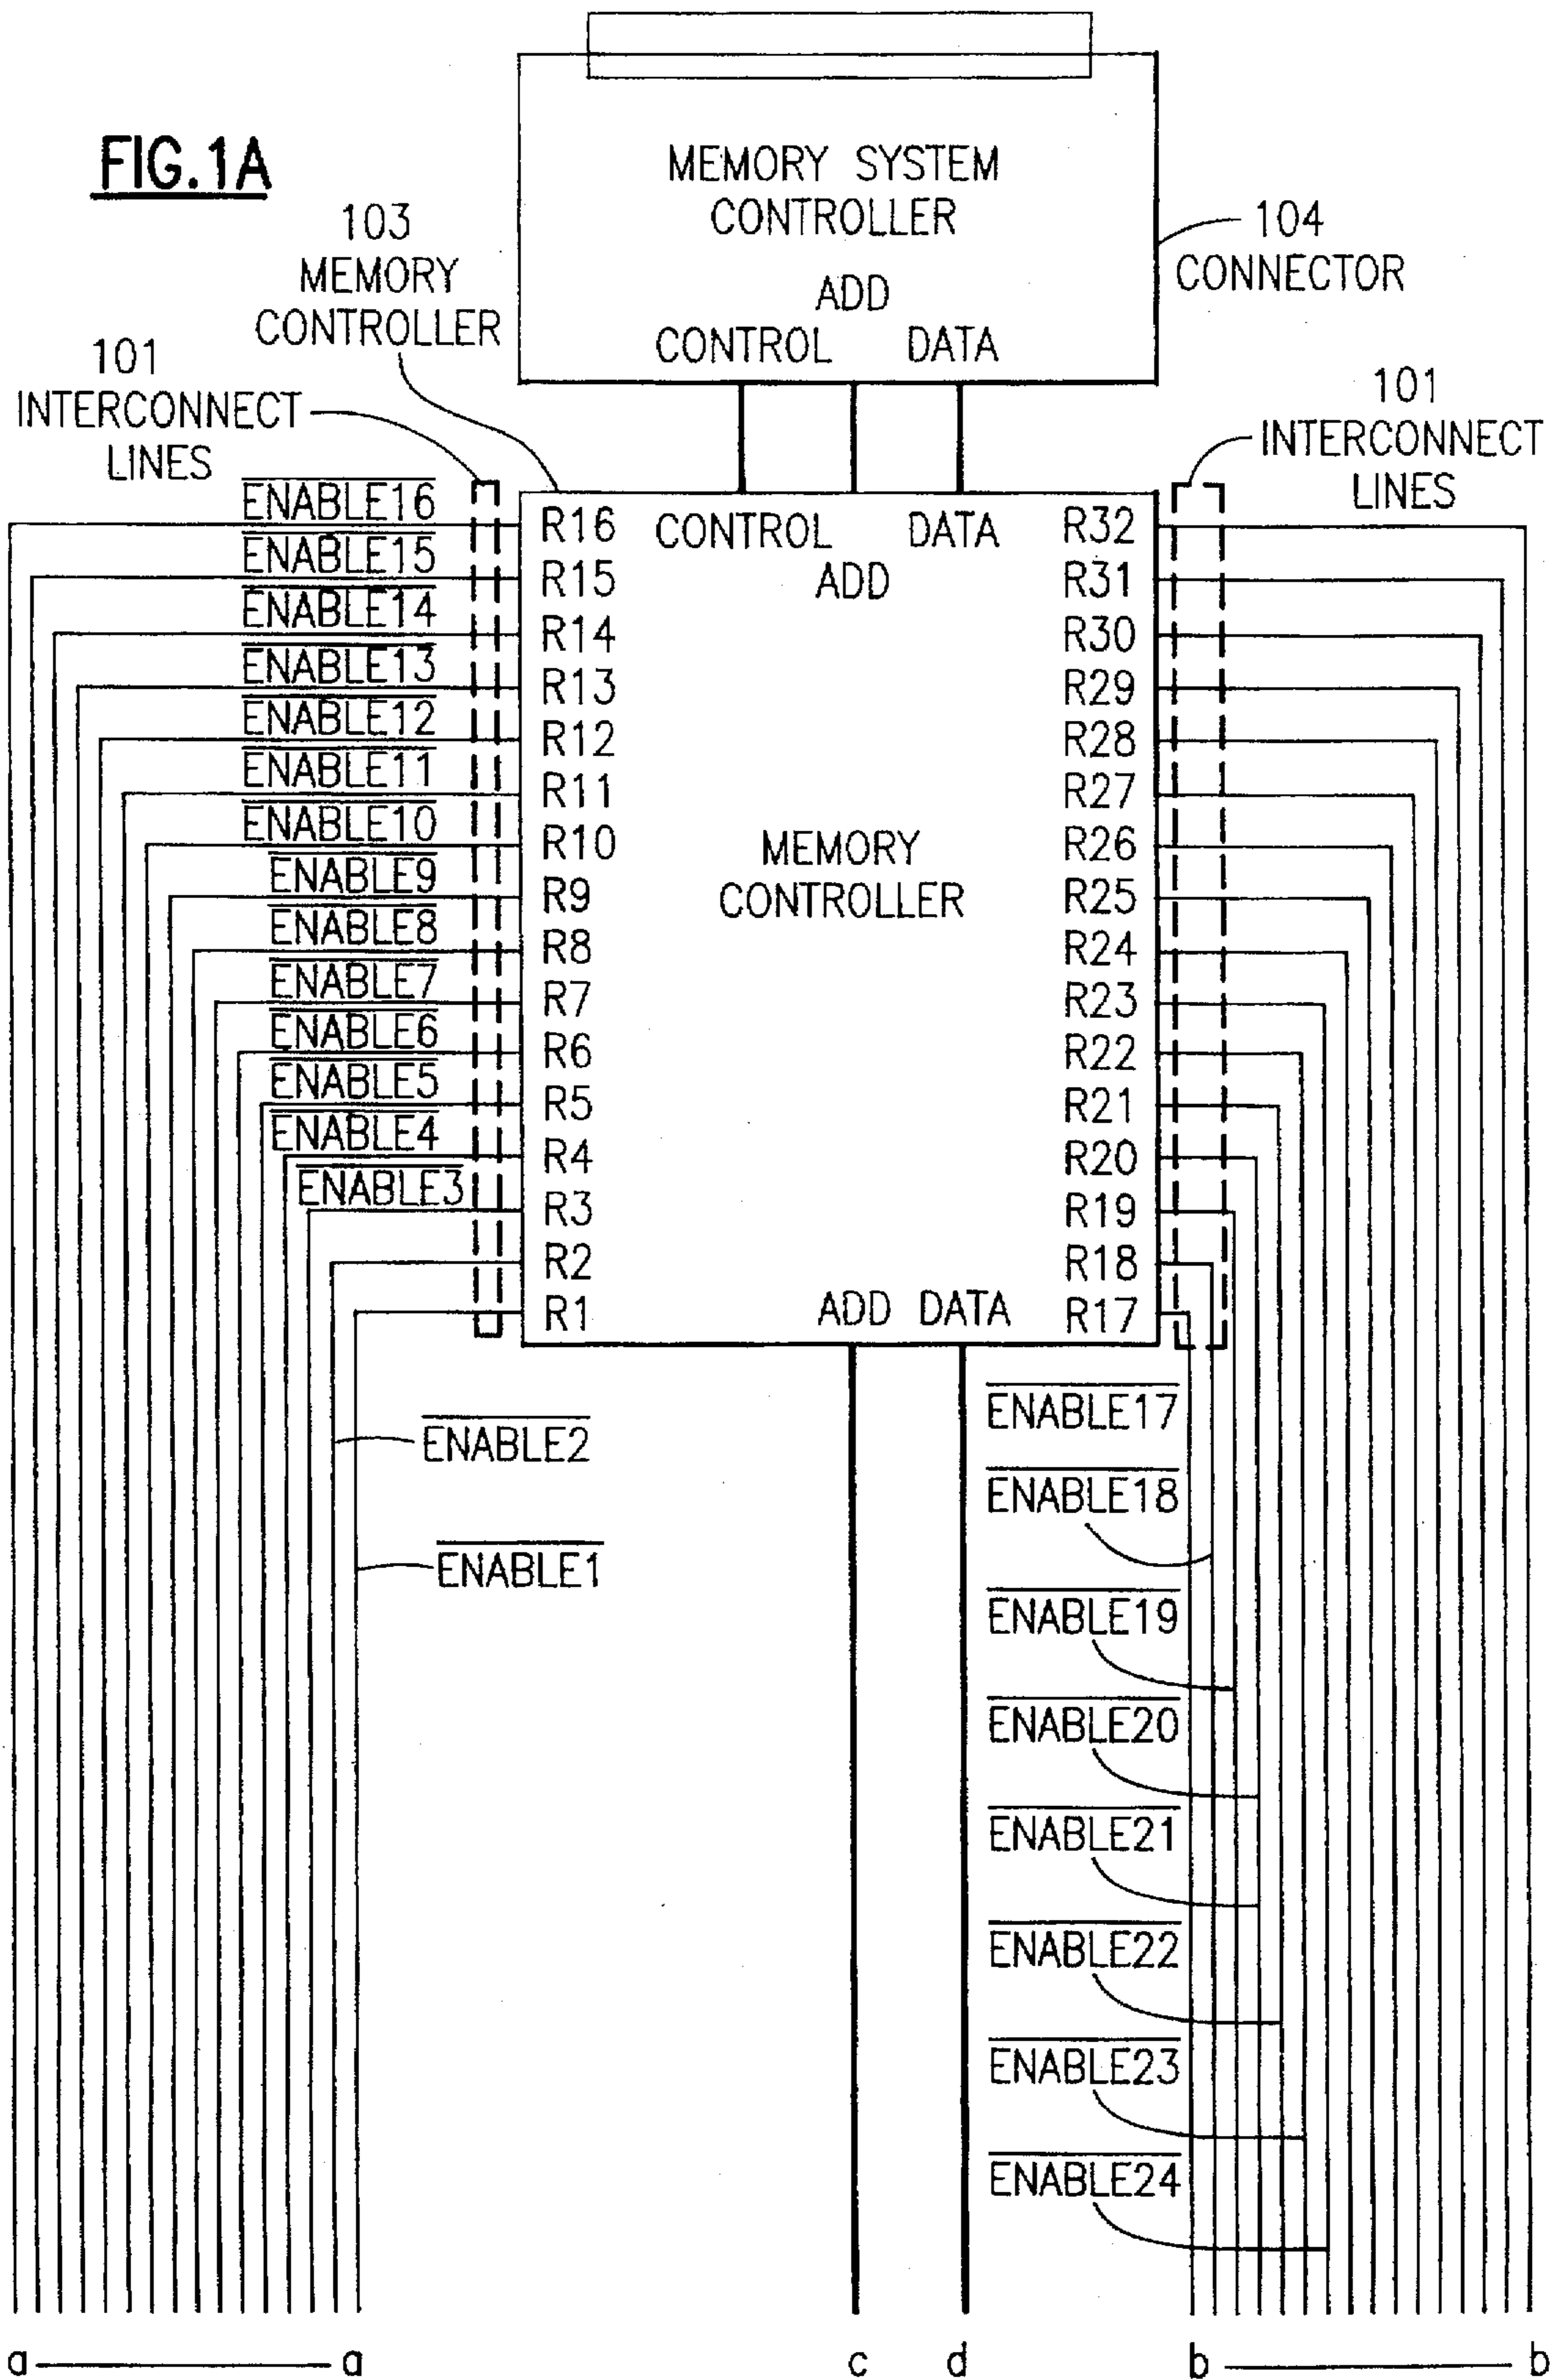 FIG.1A
MEMORY SYSTEM
CONTROLLER
ADD
CONTROL DATA
104
CONNECTOR
103
MEMORY
CONTROLLER
101
INTERCONNECT
LINES
101
INTERCONNECT
LINES
ENABLE16
ENABLE15
ENABLE14
ENABLE13
ENABLE12
ENABLE11
ENABLE10
ENABLE9
ENABLE8
ENABLE7
ENABLE6
ENABLE5
ENABLE4
ENABLE3
R16 CONTROL DATA R32
R15 ADD R31
R14 R30
R13 R29
R12 R28
R11 R27
R10 MEMORY R26
R9 CONTROLLER R25
R8 R24
R7 R23
R6 R22
R5 R21
R4 R20
R3 R19
R2 R18
R1 ADD DATA R17
ENABLE2
ENABLE1
ENABLE17
ENABLE18
ENABLE19
ENABLE20
ENABLE21
ENABLE22
ENABLE23
ENABLE24
a a c d b b